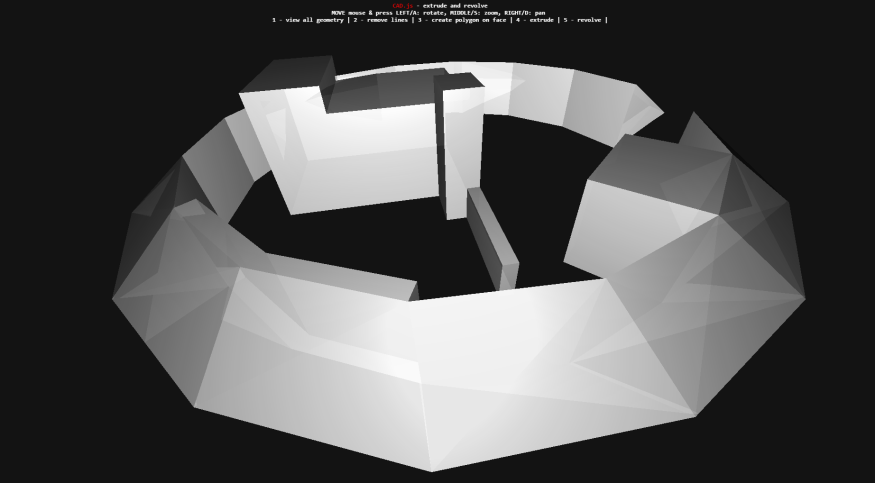 CAD.js - extrude and revolve
MOVE mouse & press LEFT/A: rotate, MIDDLE/S: zoom, RIGHT/D: pan
1 - view all geometry | 2 - remove lines | 3 - create polygon on face | 4 - extrude | 5 - revolve |